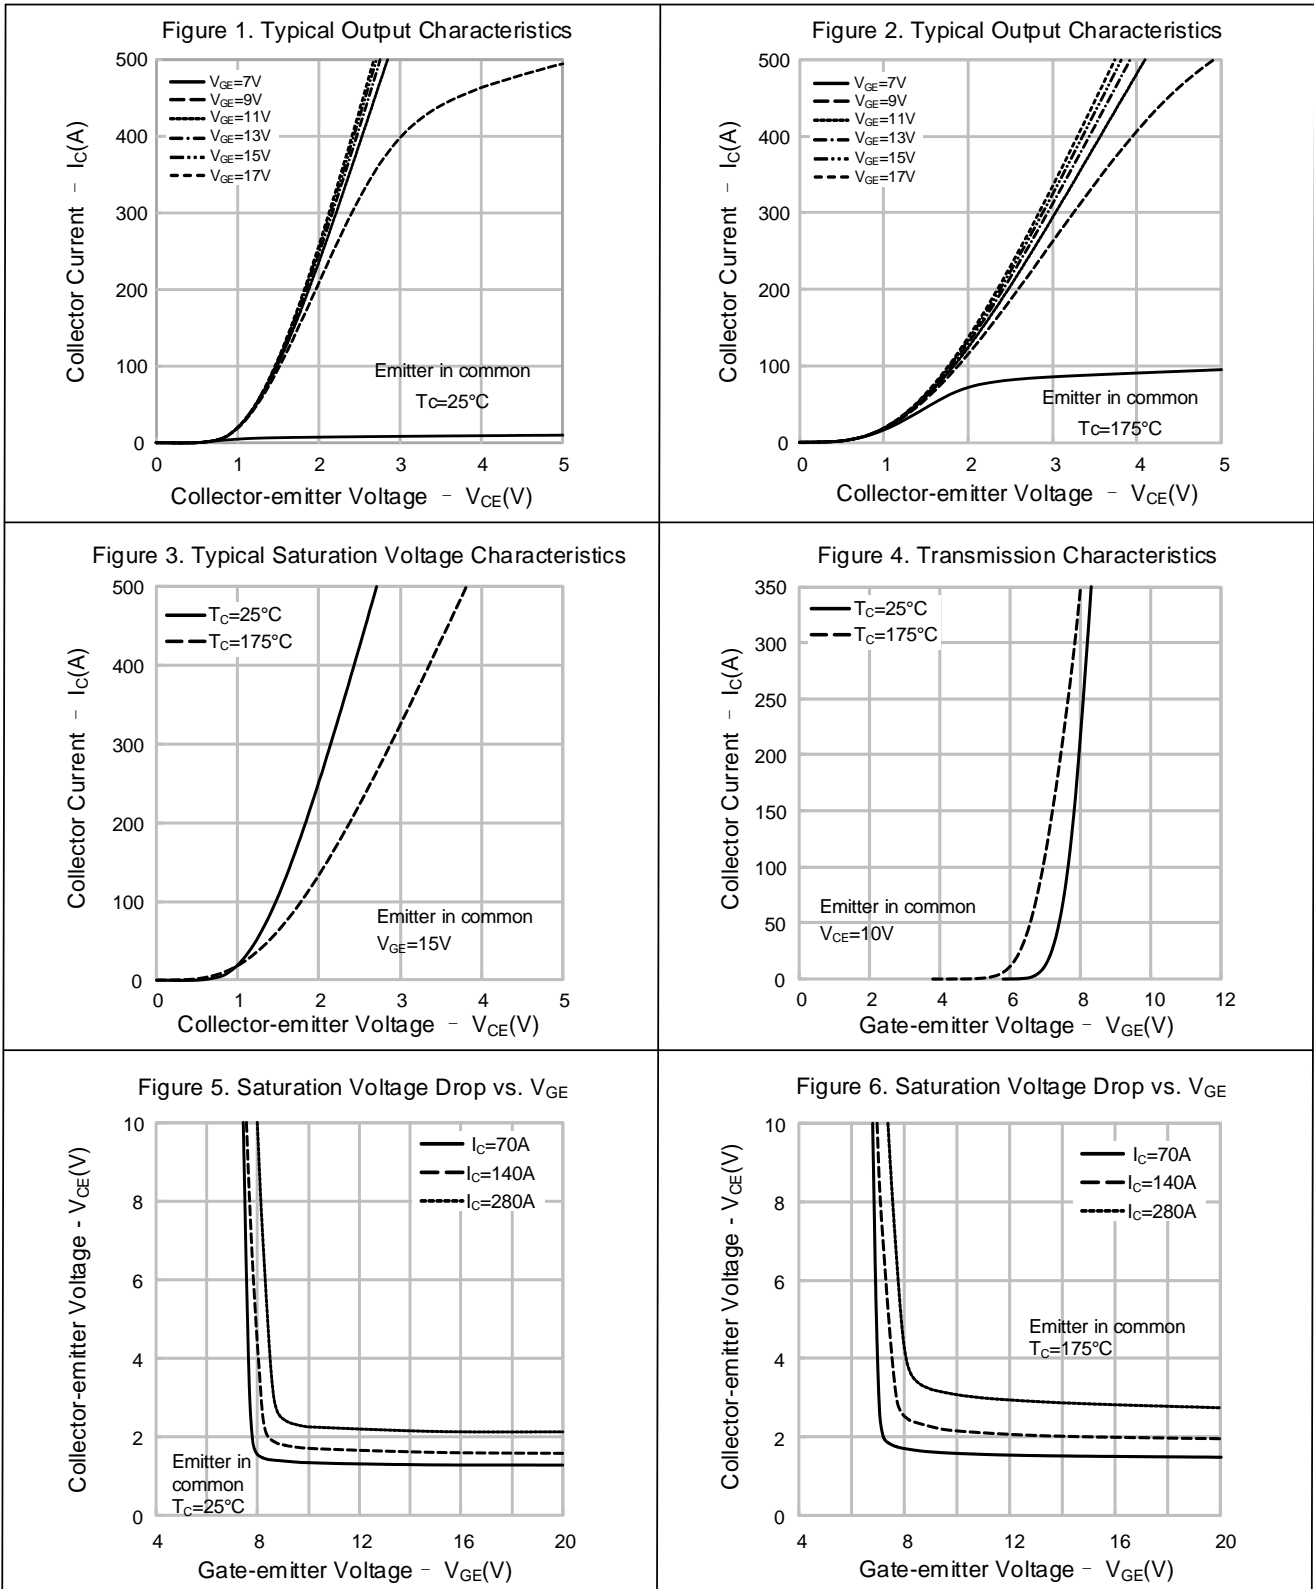 Figure 1. Typical Output Characteristics
500
400
300
200
100
0
0 1 2 3 4 5
Collector Current － IC(A)
VGE=7V
VGE=9V
VGE=11V
VGE=13V
VGE=15V
VGE=17V
Emitter in common
Tc=25°C
Collector-emitter Voltage － VCE(V)
Figure 2. Typical Output Characteristics
500
400
300
200
100
0
0 1 2 3 4 5
Collector Current － IC(A)
VGE=7V
VGE=9V
VGE=11V
VGE=13V
VGE=15V
VGE=17V
Emitter in common
Tc=175°C
Collector-emitter Voltage － VCE(V)
Figure 3. Typical Saturation Voltage Characteristics
500
400
300
200
100
0
0 1 2 3 4 5
Collector Current － IC(A)
TC=25°C
TC=175°C
Emitter in common
VGE=15V
Collector-emitter Voltage － VCE(V)
Figure 4. Transmission Characteristics
350
300
250
200
150
100
50
0
0 2 4 6 8 10 12
Collector Current － IC(A)
TC=25°C
TC=175°C
Emitter in common
VCE=10V
Gate-emitter Voltage － VGE(V)
Figure 5. Saturation Voltage Drop vs. VGE
10
8
6
4
2
0
4 8 12 16 20
Collector-emitter Voltage - VCE(V)
IC=70A
IC=140A
IC=280A
Emitter in
common
TC=25°C
Gate-emitter Voltage － VGE(V)
Figure 6. Saturation Voltage Drop vs. VGE
10
8
6
4
2
0
4 8 12 16 20
Collector-emitter Voltage - VCE(V)
IC=70A
IC=140A
IC=280A
Emitter in common
TC=175°C
Gate-emitter Voltage － VGE(V)